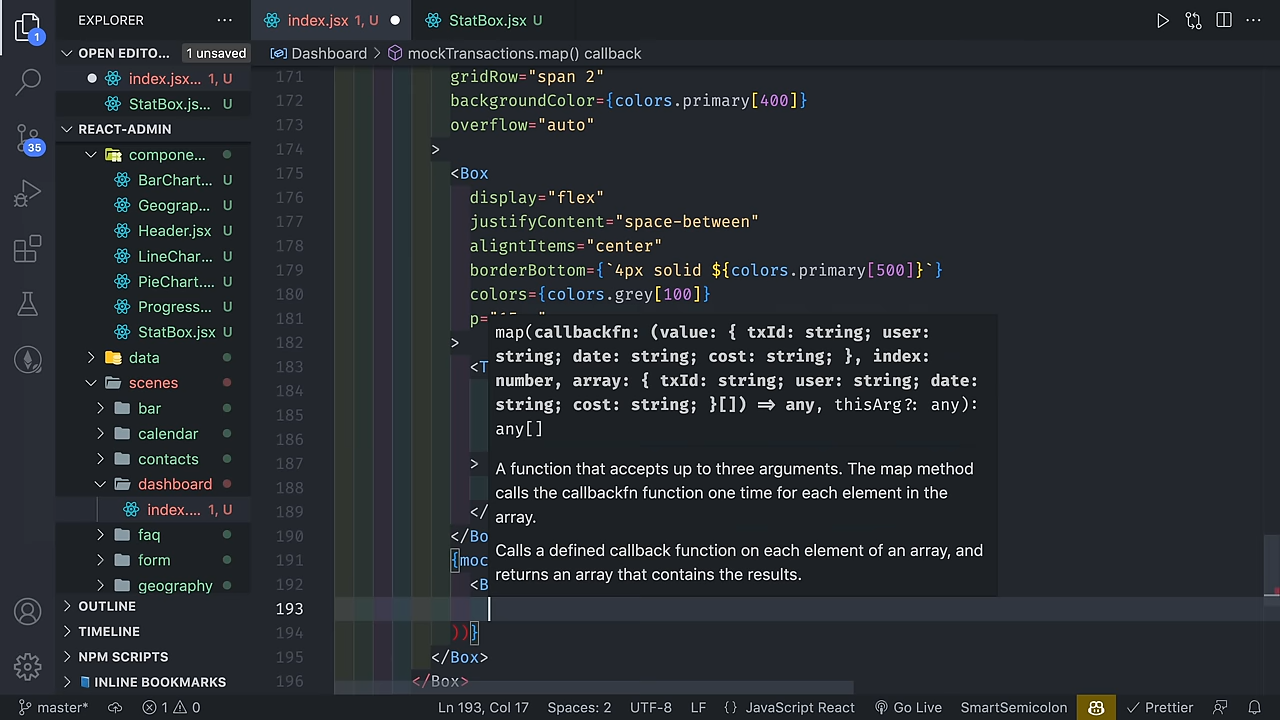 EXPLORER
index.jsx 1, U
StatBox.jsx U
1
OPEN EDITO...
1 unsaved
Dashboard > mockTransactions.map() callback
index.jsx... 1, U
StatBox.js... U
REACT-ADMIN
35
compone...
BarChart... U
Geograp... U
Header.jsx U
LineChar... U
PieChart.... U
Progress... U
StatBox.jsx U
data
scenes
bar
calendar
contacts
dashboard
index.... 1, U
faq
form
geography
OUTLINE
TIMELINE
NPM SCRIPTS
INLINE BOOKMARKS
171 gridRow="span 2"
172 backgroundColor={colors.primary[400]}
173 overflow="auto"
174 >
175 <Box
176 display="flex"
177 justifyContent="space-between"
178 aligntItems="center"
179 borderBottom={`4px solid ${colors.primary[500]}`}
180 colors={colors.grey[100]}
181
182 >
183 <T
184
185
186
187 >
188
189 </
190 </Bo
191 {moc
192 <B
193
194 ))}
195 </Box>
196 </Box>
map(callbackfn: (value: { txId: string; user:
string; date: string; cost: string; }, index:
number, array: { txId: string; user: string; date:
string; cost: string; }[]) => any, thisArg?: any):
any[]
A function that accepts up to three arguments. The map method
calls the callbackfn function one time for each element in the
array.
Calls a defined callback function on each element of an array, and
returns an array that contains the results.
master* 1 0 Ln 193, Col 17 Spaces: 2 UTF-8 LF {} JavaScript React Go Live SmartSemicolon Prettier